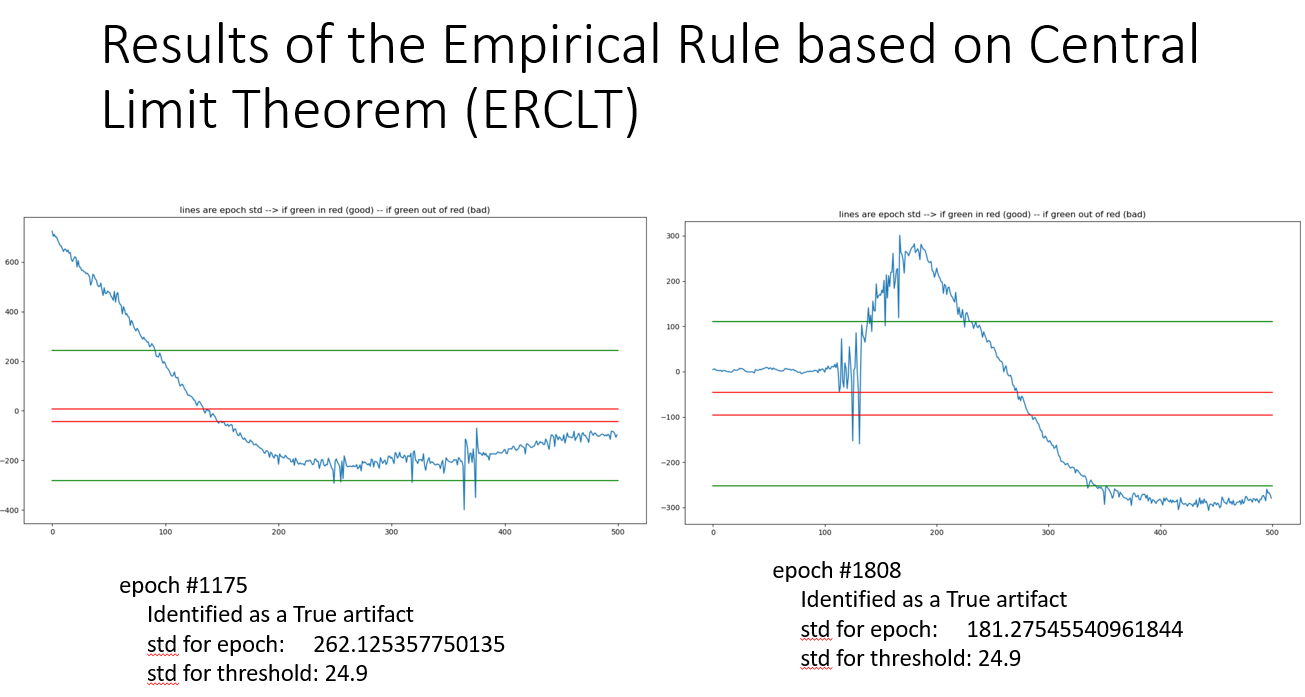 Results of the Empirical Rule based on Central
Limit Theorem (ERCLT)
lines are epoch std --> if green in red (good) -- if green out of red (bad)
600
400
200
0
−200
−400
0 100 200 300 400 500
epoch #1175
Identified as a True artifact
std for epoch: 262.125357750135
std for threshold: 24.9
lines are epoch std --> if green in red (good) -- if green out of red (bad)
300
200
100
0
−100
−200
−300
0 100 200 300 400 500
epoch #1808
Identified as a True artifact
std for epoch: 181.27545540961844
std for threshold: 24.9